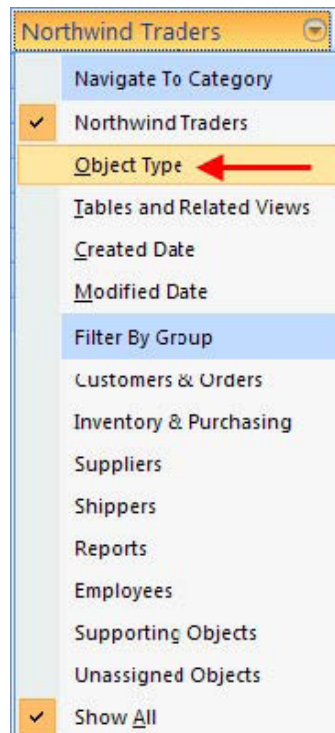 Northwind Traders
Navigate To Category
Northwind Traders
Object Type
Tables and Related Views
Created Date
Modified Date
Filter By Group
Customers & Orders
Inventory & Purchasing
Suppliers
Shippers
Reports
Employees
Supporting Objects
Unassigned Objects
Show All